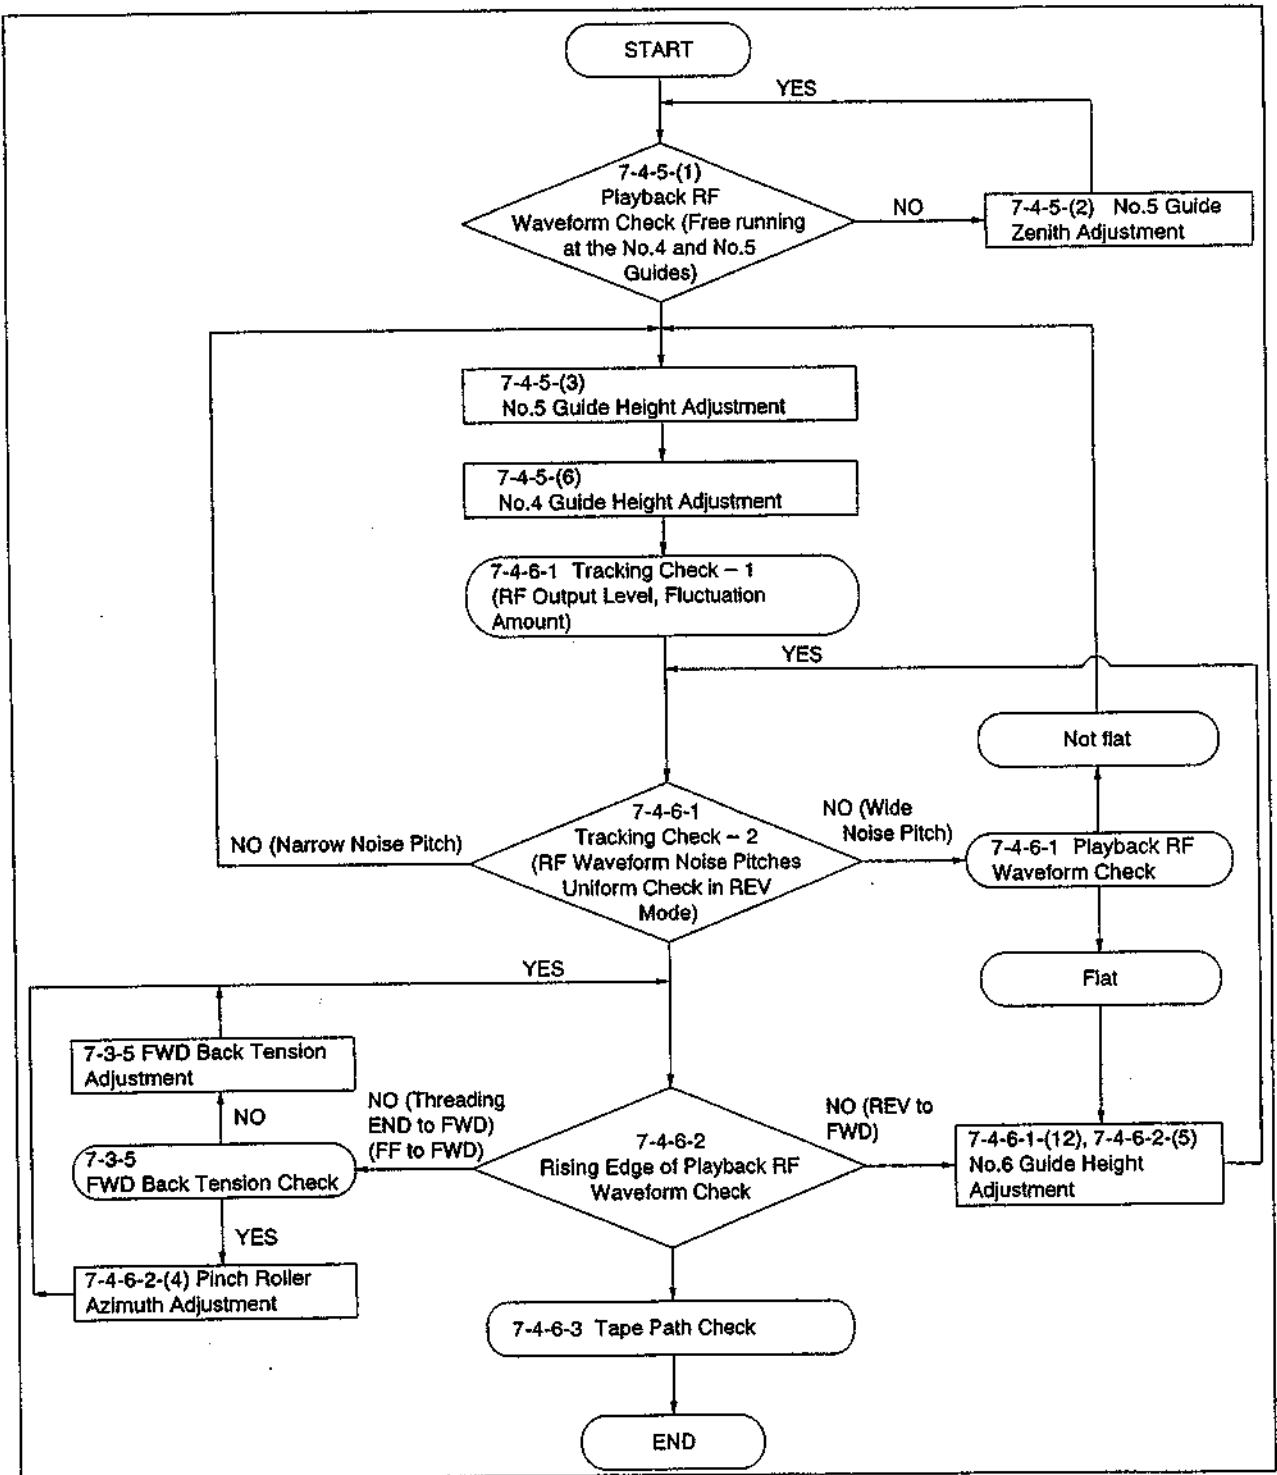 START
YES
7-4-5-(1)
Playback RF
Waveform Check (Free running
at the No.4 and No.5
Guides)
NO
7-4-5-(2) No.5 Guide
Zenith Adjustment
7-4-5-(3)
No.5 Guide Height Adjustment
7-4-5-(6)
No.4 Guide Height Adjustment
7-4-6-1 Tracking Check – 1
(RF Output Level, Fluctuation
Amount)
YES
Not flat
7-4-6-1
Tracking Check – 2
(RF Waveform Noise Pitches
Uniform Check in REV
Mode)
NO (Narrow Noise Pitch)
NO (Wide
Noise Pitch)
7-4-6-1 Playback RF
Waveform Check
Flat
YES
7-3-5 FWD Back Tension
Adjustment
NO
7-3-5
FWD Back Tension Check
YES
7-4-6-2-(4) Pinch Roller
Azimuth Adjustment
NO (Threading
END to FWD)
(FF to FWD)
7-4-6-2
Rising Edge of Playback RF
Waveform Check
NO (REV to
FWD)
7-4-6-1-(12), 7-4-6-2-(5)
No.6 Guide Height
Adjustment
7-4-6-3 Tape Path Check
END